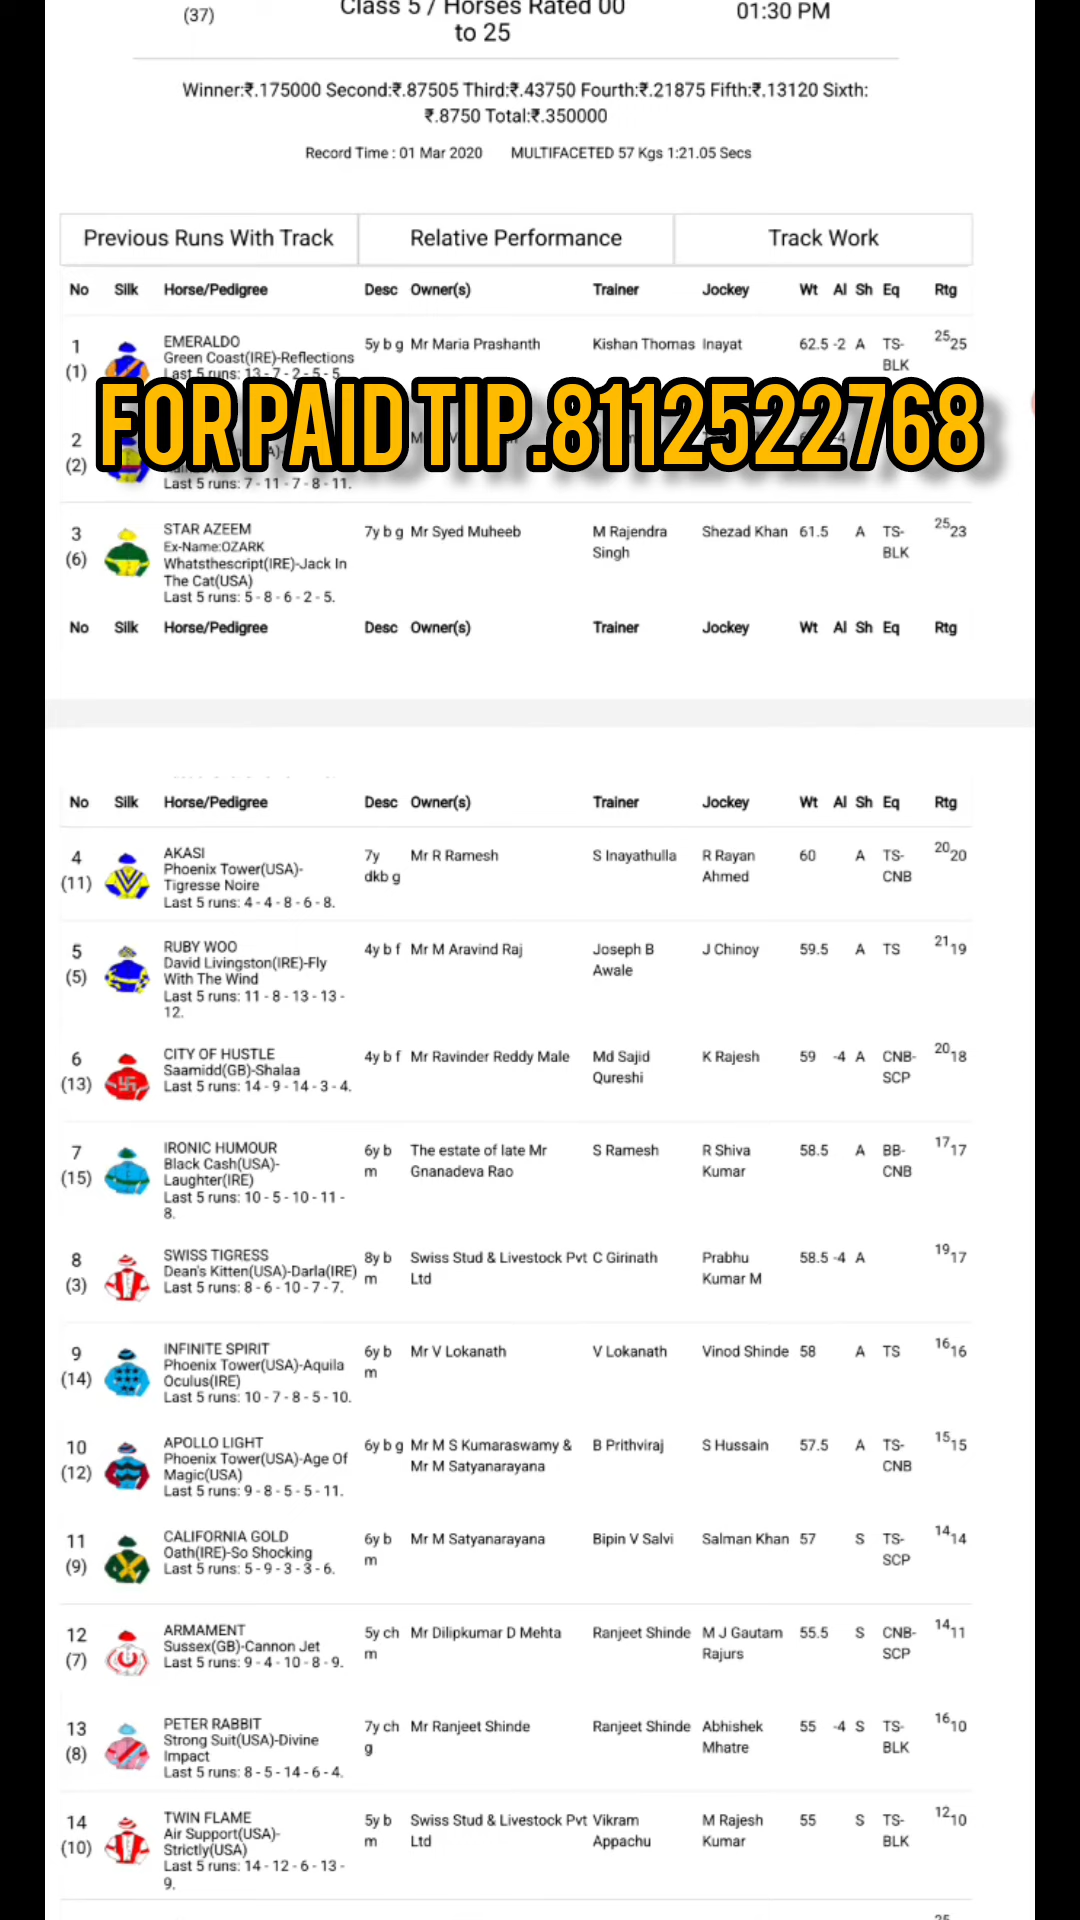 (37)
Class 5 / Horses Rated 00
to 25
01:30 PM
Winner:₹.175000 Second:₹.87505 Third:₹.43750 Fourth:₹.21875 Fifth:₹.13120 Sixth:
₹.8750 Total:₹.350000
Record Time : 01 Mar 2020 MULTIFACETED 57 Kgs 1:21.05 Secs
Previous Runs With Track Relative Performance Track Work
No Silk Horse/Pedigree Desc Owner(s) Trainer Jockey Wt Al Sh Eq Rtg
1 EMERALDO 5y b g Mr Maria Prashanth Kishan Thomas Inayat 62.5 -2 A TS- 25 25
(1) Green Coast(IRE)-Reflections BLK
Last 5 runs: 13 - 7 - 2 - 5 - 5.
FOR PAID TIP.8112522768
2
(2)
Last 5 runs: 7 - 11 - 7 - 8 - 11.
3 STAR AZEEM 7y b g Mr Syed Muheeb M Rajendra Shezad Khan 61.5 A TS- 25 23
(6) Ex-Name:OZARK Singh BLK
Whatsthescript(IRE)-Jack In
The Cat(USA)
Last 5 runs: 5 - 8 - 6 - 2 - 5.
No Silk Horse/Pedigree Desc Owner(s) Trainer Jockey Wt Al Sh Eq Rtg
No Silk Horse/Pedigree Desc Owner(s) Trainer Jockey Wt Al Sh Eq Rtg
4 AKASI 7y Mr R Ramesh S Inayathulla R Rayan 60 A TS- 20 20
(11) Phoenix Tower(USA)- dkb g Ahmed CNB
Tigresse Noire
Last 5 runs: 4 - 4 - 8 - 6 - 8.
5 RUBY WOO 4y b f Mr M Aravind Raj Joseph B J Chinoy 59.5 A TS 21 19
(5) David Livingston(IRE)-Fly Awale
With The Wind
Last 5 runs: 11 - 8 - 13 - 13 -
12.
6 CITY OF HUSTLE 4y b f Mr Ravinder Reddy Male Md Sajid K Rajesh 59 -4 A CNB- 20 18
(13) Saamidd(GB)-Shalaa Qureshi SCP
Last 5 runs: 14 - 9 - 14 - 3 - 4.
7 IRONIC HUMOUR 6y b The estate of late Mr S Ramesh R Shiva 58.5 A BB- 17 17
(15) Black Cash(USA)- m Gnanadeva Rao Kumar CNB
Laughter(IRE)
Last 5 runs: 10 - 5 - 10 - 11 -
8.
8 SWISS TIGRESS 8y b Swiss Stud & Livestock Pvt C Girinath Prabhu 58.5 -4 A 19 17
(3) Dean's Kitten(USA)-Darla(IRE) m Ltd Kumar M
Last 5 runs: 8 - 6 - 10 - 7 - 7.
9 INFINITE SPIRIT 6y b Mr V Lokanath V Lokanath Vinod Shinde 58 A TS 16 16
(14) Phoenix Tower(USA)-Aquila m
Oculus(IRE)
Last 5 runs: 10 - 7 - 8 - 5 - 10.
10 APOLLO LIGHT 6y b g Mr M S Kumaraswamy & B Prithviraj S Hussain 57.5 A TS- 15 15
(12) Phoenix Tower(USA)-Age Of Mr M Satyanarayana CNB
Magic(USA)
Last 5 runs: 9 - 8 - 5 - 5 - 11.
11 CALIFORNIA GOLD 6y b Mr M Satyanarayana Bipin V Salvi Salman Khan 57 S TS- 14 14
(9) Oath(IRE)-So Shocking m SCP
Last 5 runs: 5 - 9 - 3 - 3 - 6.
12 ARMAMENT 5y ch Mr Dilipkumar D Mehta Ranjeet Shinde M J Gautam 55.5 S CNB- 14 11
(7) Sussex(GB)-Cannon Jet m Rajurs SCP
Last 5 runs: 9 - 4 - 10 - 8 - 9.
13 PETER RABBIT 7y ch Mr Ranjeet Shinde Ranjeet Shinde Abhishek 55 -4 S TS- 16 10
(8) Strong Suit(USA)-Divine g Mhatre BLK
Impact
Last 5 runs: 8 - 5 - 14 - 6 - 4.
14 TWIN FLAME 5y b Swiss Stud & Livestock Pvt Vikram M Rajesh 55 S TS- 12 10
(10) Air Support(USA)- m Ltd Appachu Kumar BLK
Strictly(USA)
Last 5 runs: 14 - 12 - 6 - 13 -
9.